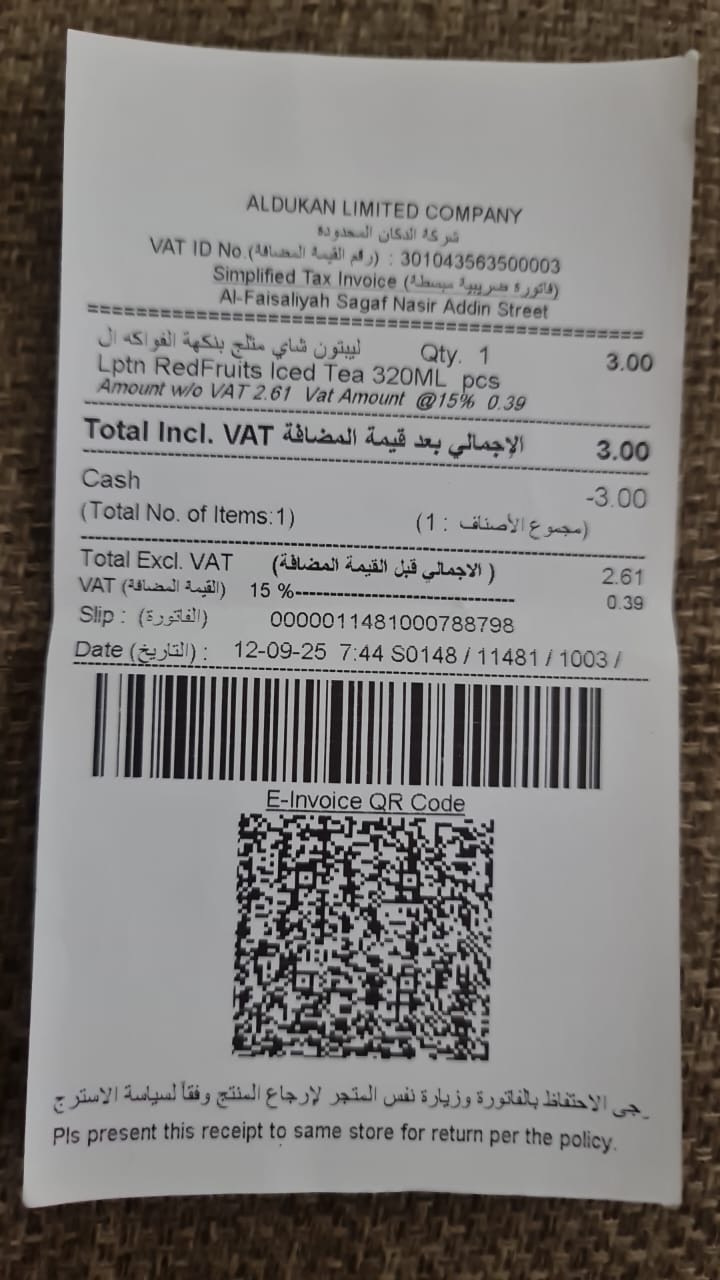 ALDUKAN LIMITED COMPANY
شركة الدكان المحدودة
VAT ID No.(رقم القيمة المضافة) : 301043563500003
Simplified Tax Invoice (فاتورة ضريبية مبسطة)
Al-Faisaliyah Sagaf Nasir Addin Street
ليبتون شاي مثلج بنكهة الفواكه ال Qty. 1 3.00
Lptn RedFruits Iced Tea 320ML pcs
Amount w/o VAT 2.61 Vat Amount @15% 0.39
Total Incl. VAT الإجمالي بعد قيمة المضافة 3.00
Cash -3.00
(Total No. of Items:1) (مجموع الأصناف : 1)
Total Excl. VAT (الاجمالي قبل القيمة المضافة ) 2.61
VAT (القيمة المضافة) 15 %------------------------------ 0.39
Slip : (الفاتورة) 0000011481000788798
Date (التاريخ) : 12-09-25 7:44 S0148 / 11481 / 1003 /
E-Invoice QR Code
رجى الاحتفاظ بالفاتورة وزيارة نفس المتجر لإرجاع المنتج وفقاً لسياسة الاسترج
Pls present this receipt to same store for return per the policy.